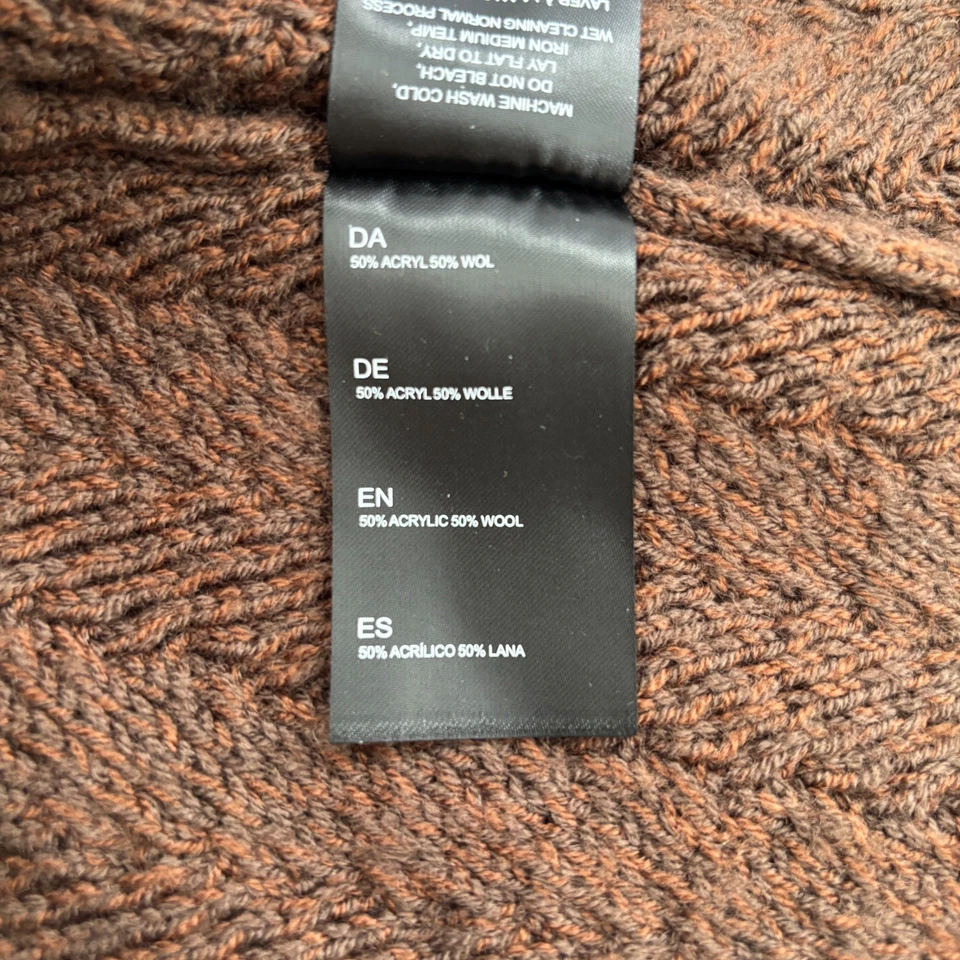 MACHINE WASH COLD,
DO NOT BLEACH,
LAY FLAT TO DRY,
IRON MEDIUM TEMP,
WET CLEANING NORMAL PROCESS
LAVER À
DA
50% ACRYL 50% WOL
DE
50% ACRYL 50% WOLLE
EN
50% ACRYLIC 50% WOOL
ES
50% ACRÍLICO 50% LANA